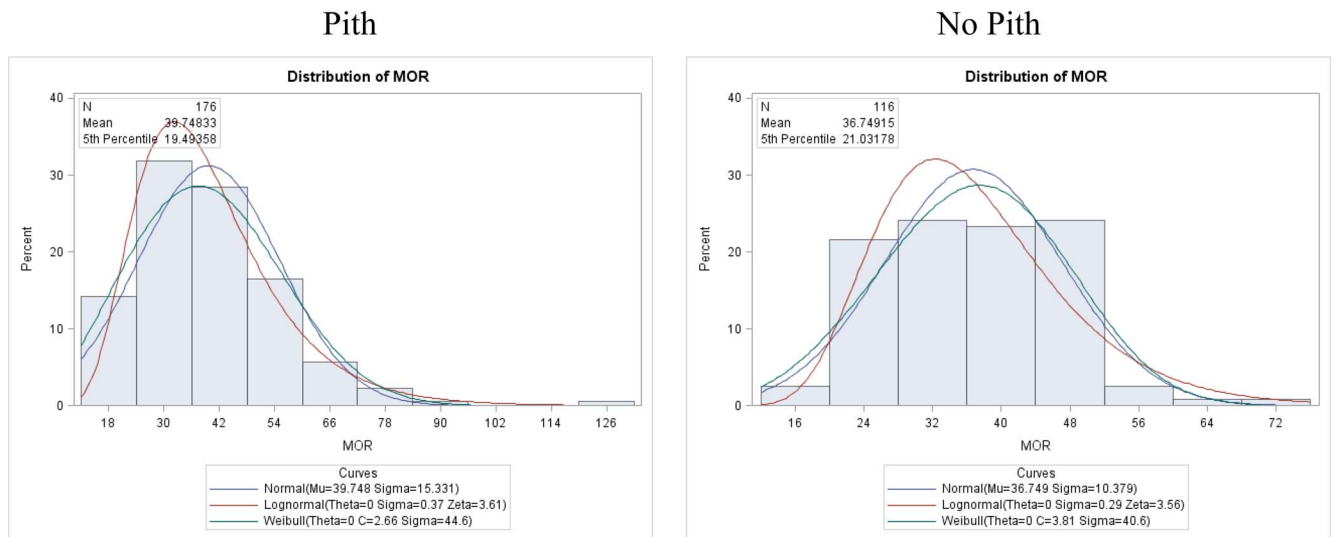 Pith
No Pith
Distribution of MOR
N 176
Mean 39.74833
5th Percentile 19.49358
Percent
40
30
20
10
0
18 30 42 54 66 78 90 102 114 126
MOR
Curves
Normal(Mu=39.748 Sigma=15.331)
Lognormal(Theta=0 Sigma=0.37 Zeta=3.61)
Weibull(Theta=0 C=2.66 Sigma=44.6)
Distribution of MOR
N 116
Mean 36.74915
5th Percentile 21.03178
Percent
40
30
20
10
0
16 24 32 40 48 56 64 72
MOR
Curves
Normal(Mu=36.749 Sigma=10.379)
Lognormal(Theta=0 Sigma=0.29 Zeta=3.56)
Weibull(Theta=0 C=3.81 Sigma=40.6)